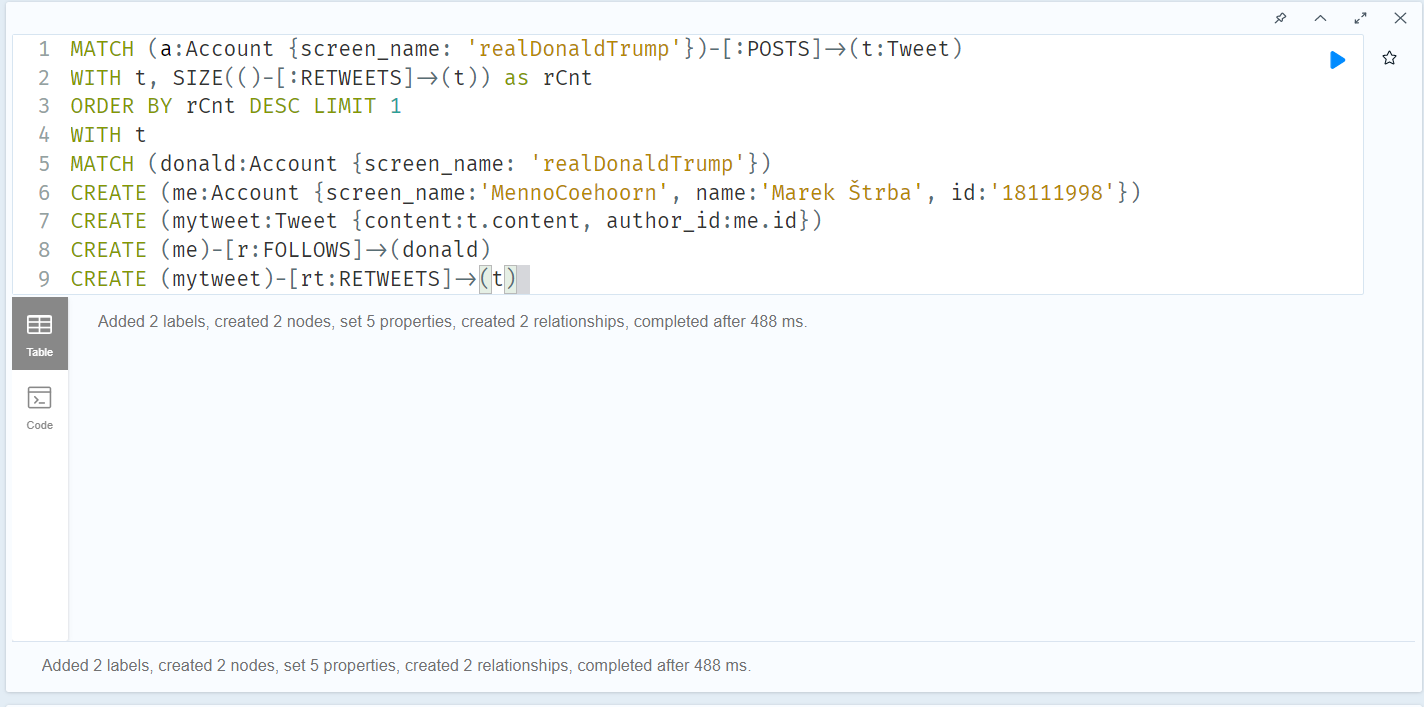 1 MATCH (a:Account {screen_name: 'realDonaldTrump'})-[:POSTS]->(t:Tweet)
2 WITH t, SIZE(()-[:RETWEETS]->(t)) as rCnt
3 ORDER BY rCnt DESC LIMIT 1
4 WITH t
5 MATCH (donald:Account {screen_name: 'realDonaldTrump'})
6 CREATE (me:Account {screen_name:'MennoCoehoorn', name:'Marek Štrba', id:'18111998'})
7 CREATE (mytweet:Tweet {content:t.content, author_id:me.id})
8 CREATE (me)-[r:FOLLOWS]->(donald)
9 CREATE (mytweet)-[rt:RETWEETS]->(t)
Added 2 labels, created 2 nodes, set 5 properties, created 2 relationships, completed after 488 ms.
Table
Code
Added 2 labels, created 2 nodes, set 5 properties, created 2 relationships, completed after 488 ms.